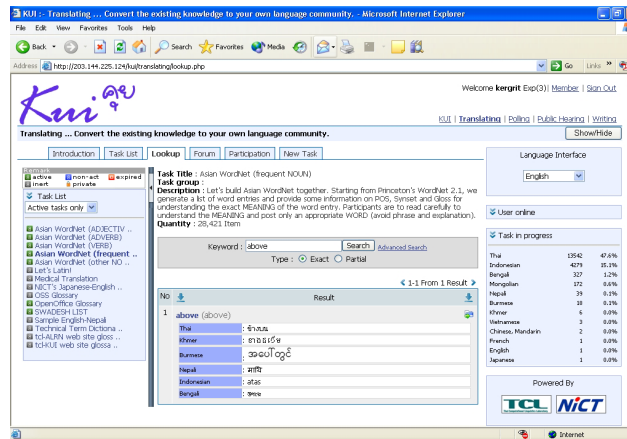 KUI :- Translating ... Convert the existing knowledge to your own language community. - Microsoft Internet Explorer
File Edit View Favorites Tools Help
Back Search Favorites Media
Address http://203.144.225.124/kui/translating/lookup.php Go Links
Kui คุย
Welcome kergrit Exp(3)| Member | Sign Out
KUI | Translating | Polling | Public Hearing | Writing
Translating ... Convert the existing knowledge to your own language community. Show/Hide
Introduction Task List Lookup Forum Participation New Task
Remark
active non-act expired
inert private
Task List
Active tasks only
Asian WordNet (ADJECTIV ..
Asian WordNet (ADVERB)
Asian WordNet (VERB)
Asian WordNet (frequent ..
Asian WordNet (other NO ..
Let's Latin!
Medical Translation
NICT's Japanese-English ..
OSS Glossary
OpenOffice Glossary
SWADESH LIST
Sample English-Nepali
Technical Term Dictiona ..
tcl-ALRN web site gloss ..
tcl-KUI web site glossa ..
Task Title : Asian WordNet (frequent NOUN)
Task group :
Description : Let's build Asian WordNet together. Starting from Princeton's WordNet 2.1, we
generate a list of word entries and provide some information on POS, Synset and Gloss for
understanding the exact MEANING of the word entry. Participants are to read carefully to
understand the MEANING and post only an appropriate WORD (avoid phrase and explanation).
Quantity : 28,421 Item
Keyword : above Search Advanced Search
Type : Exact Partial
1-1 From 1 Result
No Result
1 above (above)
Thai : ข้างบน
Khmer :
Burmese : အပေါ်တွင်
Nepali : माथि
Indonesian : atas
Bengali :
Language Interface
English
User online
Task in progress
Thai 13542 47.6%
Indonesian 4279 15.1%
Bengali 327 1.2%
Mongolian 172 0.6%
Nepali 39 0.1%
Burmese 18 0.1%
Khmer 6 0.0%
Vietnamese 3 0.0%
Chinese, Mandarin 2 0.0%
French 1 0.0%
English 1 0.0%
Japanese 1 0.0%
Powered By
TCL NiCT
Internet